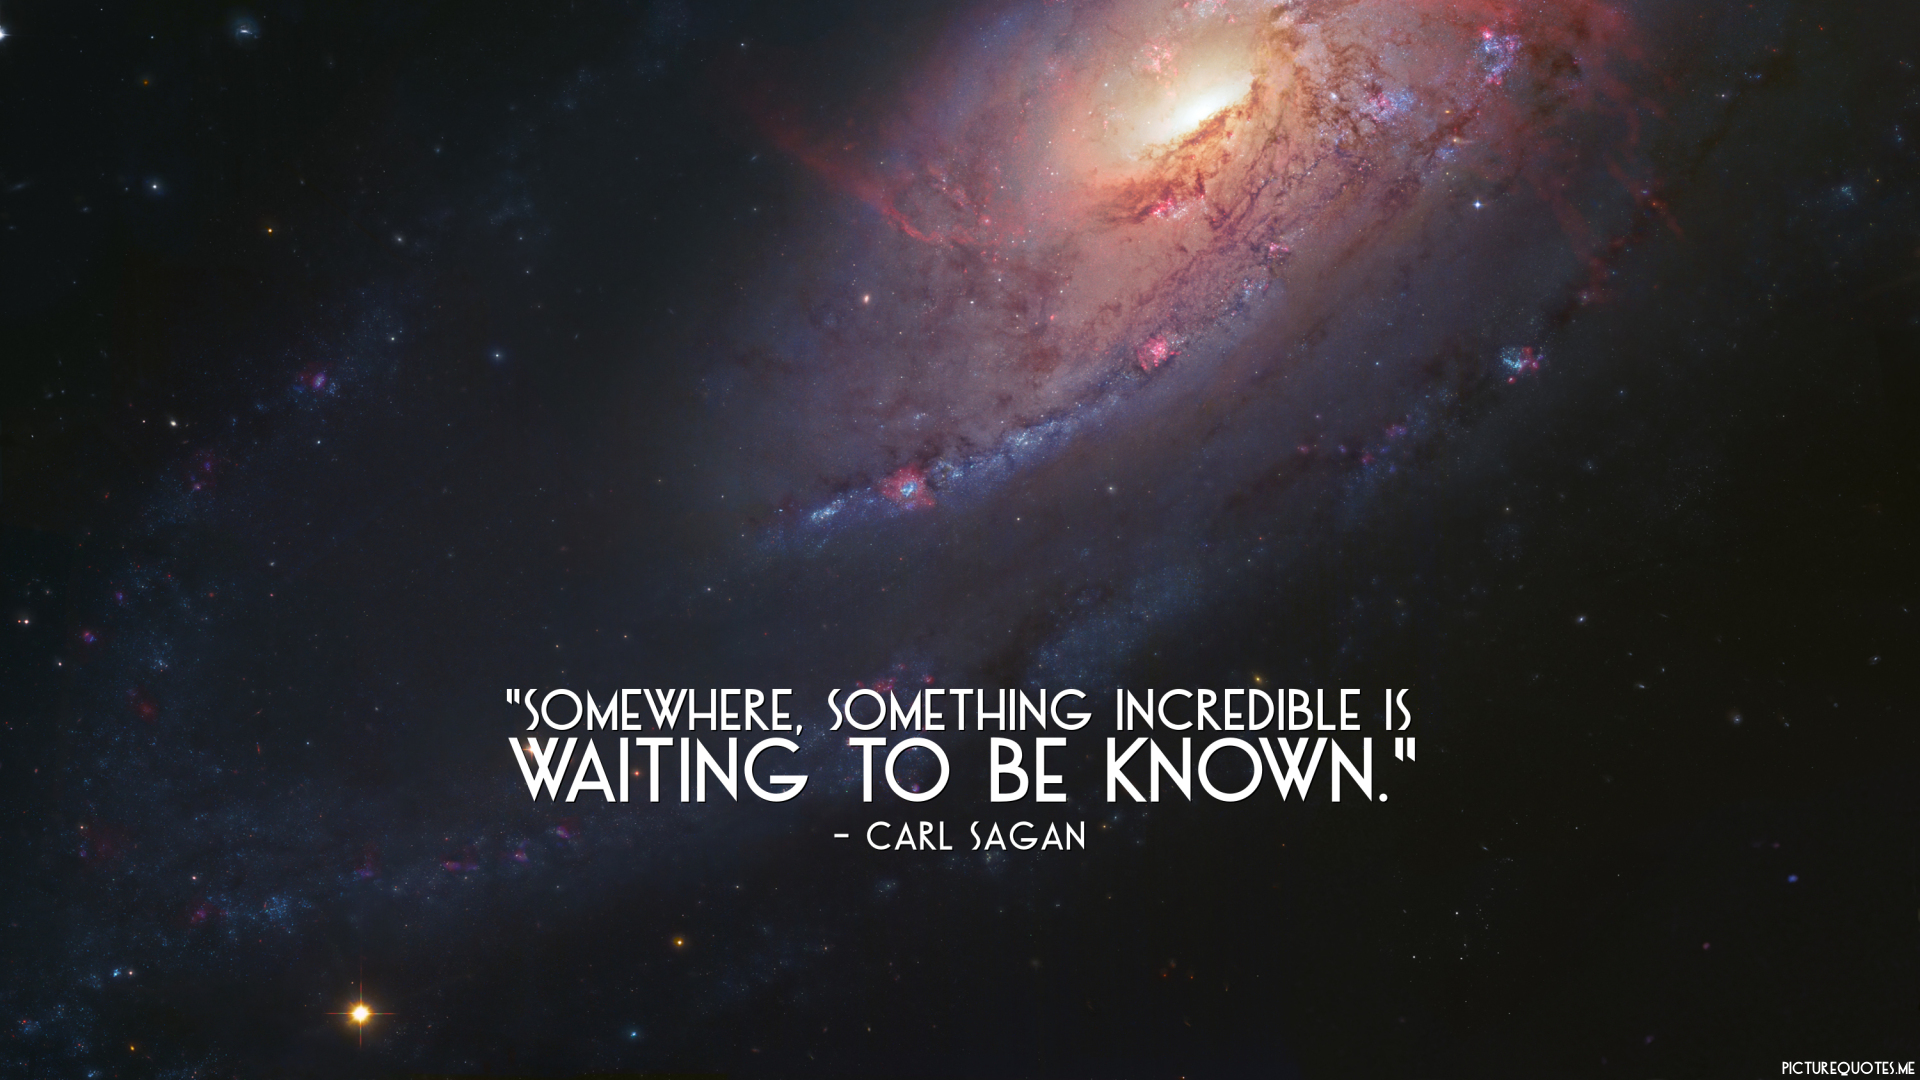 "SOMEWHERE, SOMETHING INCREDIBLE IS
WAITING TO BE KNOWN."
- CARL SAGAN
PICTUREQUOTES.ME